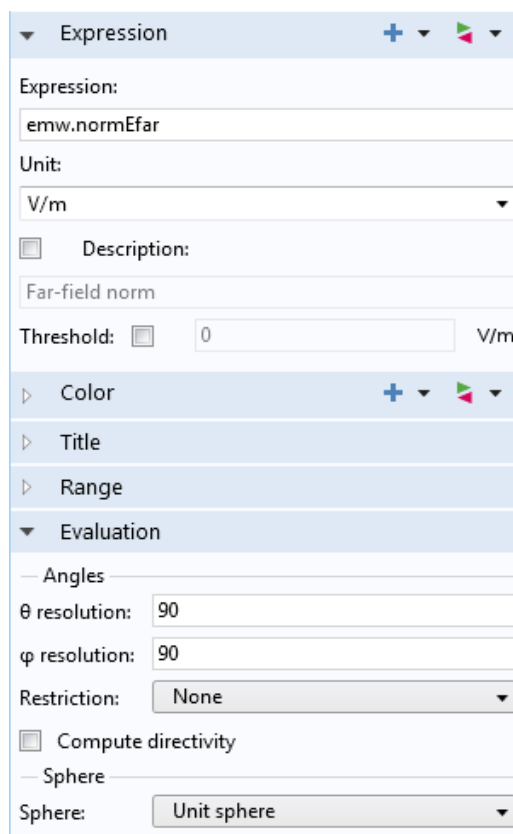 Expression
Expression:
emw.normEfar
Unit:
V/m
Description:
Far-field norm
Threshold: 0 V/m
Color
Title
Range
Evaluation
Angles
θ resolution: 90
φ resolution: 90
Restriction: None
Compute directivity
Sphere
Sphere: Unit sphere